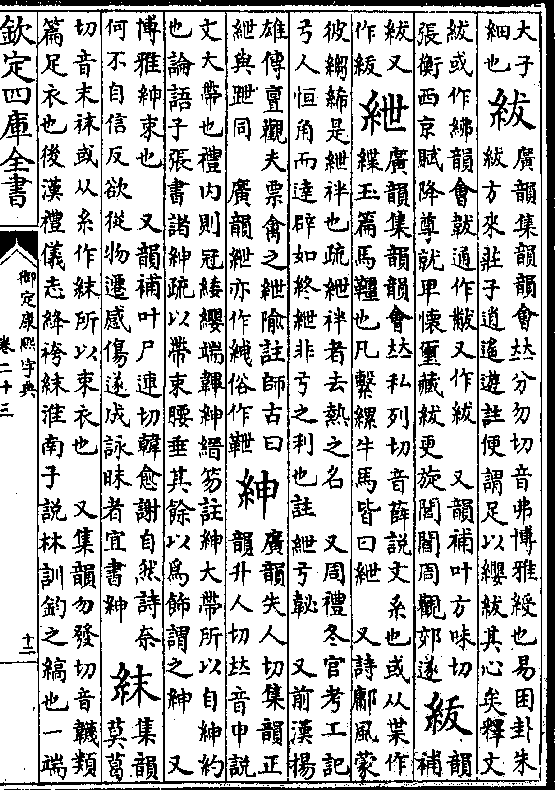 大子
細也
紱
廣韻集韻韻會𠀤分勿切音弗博雅綬也易困卦朱
紱方來莊子逍遙遊註便謂足以纓紱其心矣釋文
紱或作紼韻會韍通作黻又作紱　又韻補叶方味切
張衡西京賦降尊就卑懷璽藏紱更旋閭閻周觀郊遂
韻
補
紱又
作
紲
廣韻集韻韻會𠀤私列切音薛說文系也或从葉作
緤玉篇馬韁也凡繫縲牛馬皆曰紲　又詩鄘風蒙
彼縐絺是紲袢也疏紲袢者去熱之名　又周禮冬官考工記
弓人恒角而達辟如終紲非弓之利也註紲弓䪐　又前漢揚
雄傳亶觀夫票禽之紲隃註師古曰
紲與跇同　廣韻紲亦作絏俗作靾
紳
廣韻失人切集韻正
韻升人切𠀤音申說
文大帶也禮内則冠緌纓端韠紳搢笏註紳大帶所以自紳約
也論語子張書諸紳疏以帶束腰垂其餘以爲飾謂之紳　又
博雅紳束也　又韻補叶尸連切韓愈謝自然詩奈
何不自信反欲從物遷感傷遂成詠昧者宜書紳
集韻
莫葛
切音末袜或从糸作所以束衣也　又集韻勿發切音韈類
篇足衣也後漢禮儀志絳袴淮南子說林訓鈞之縞也一端
欽定四庫全書
御定康熙字典
卷二十三
十二